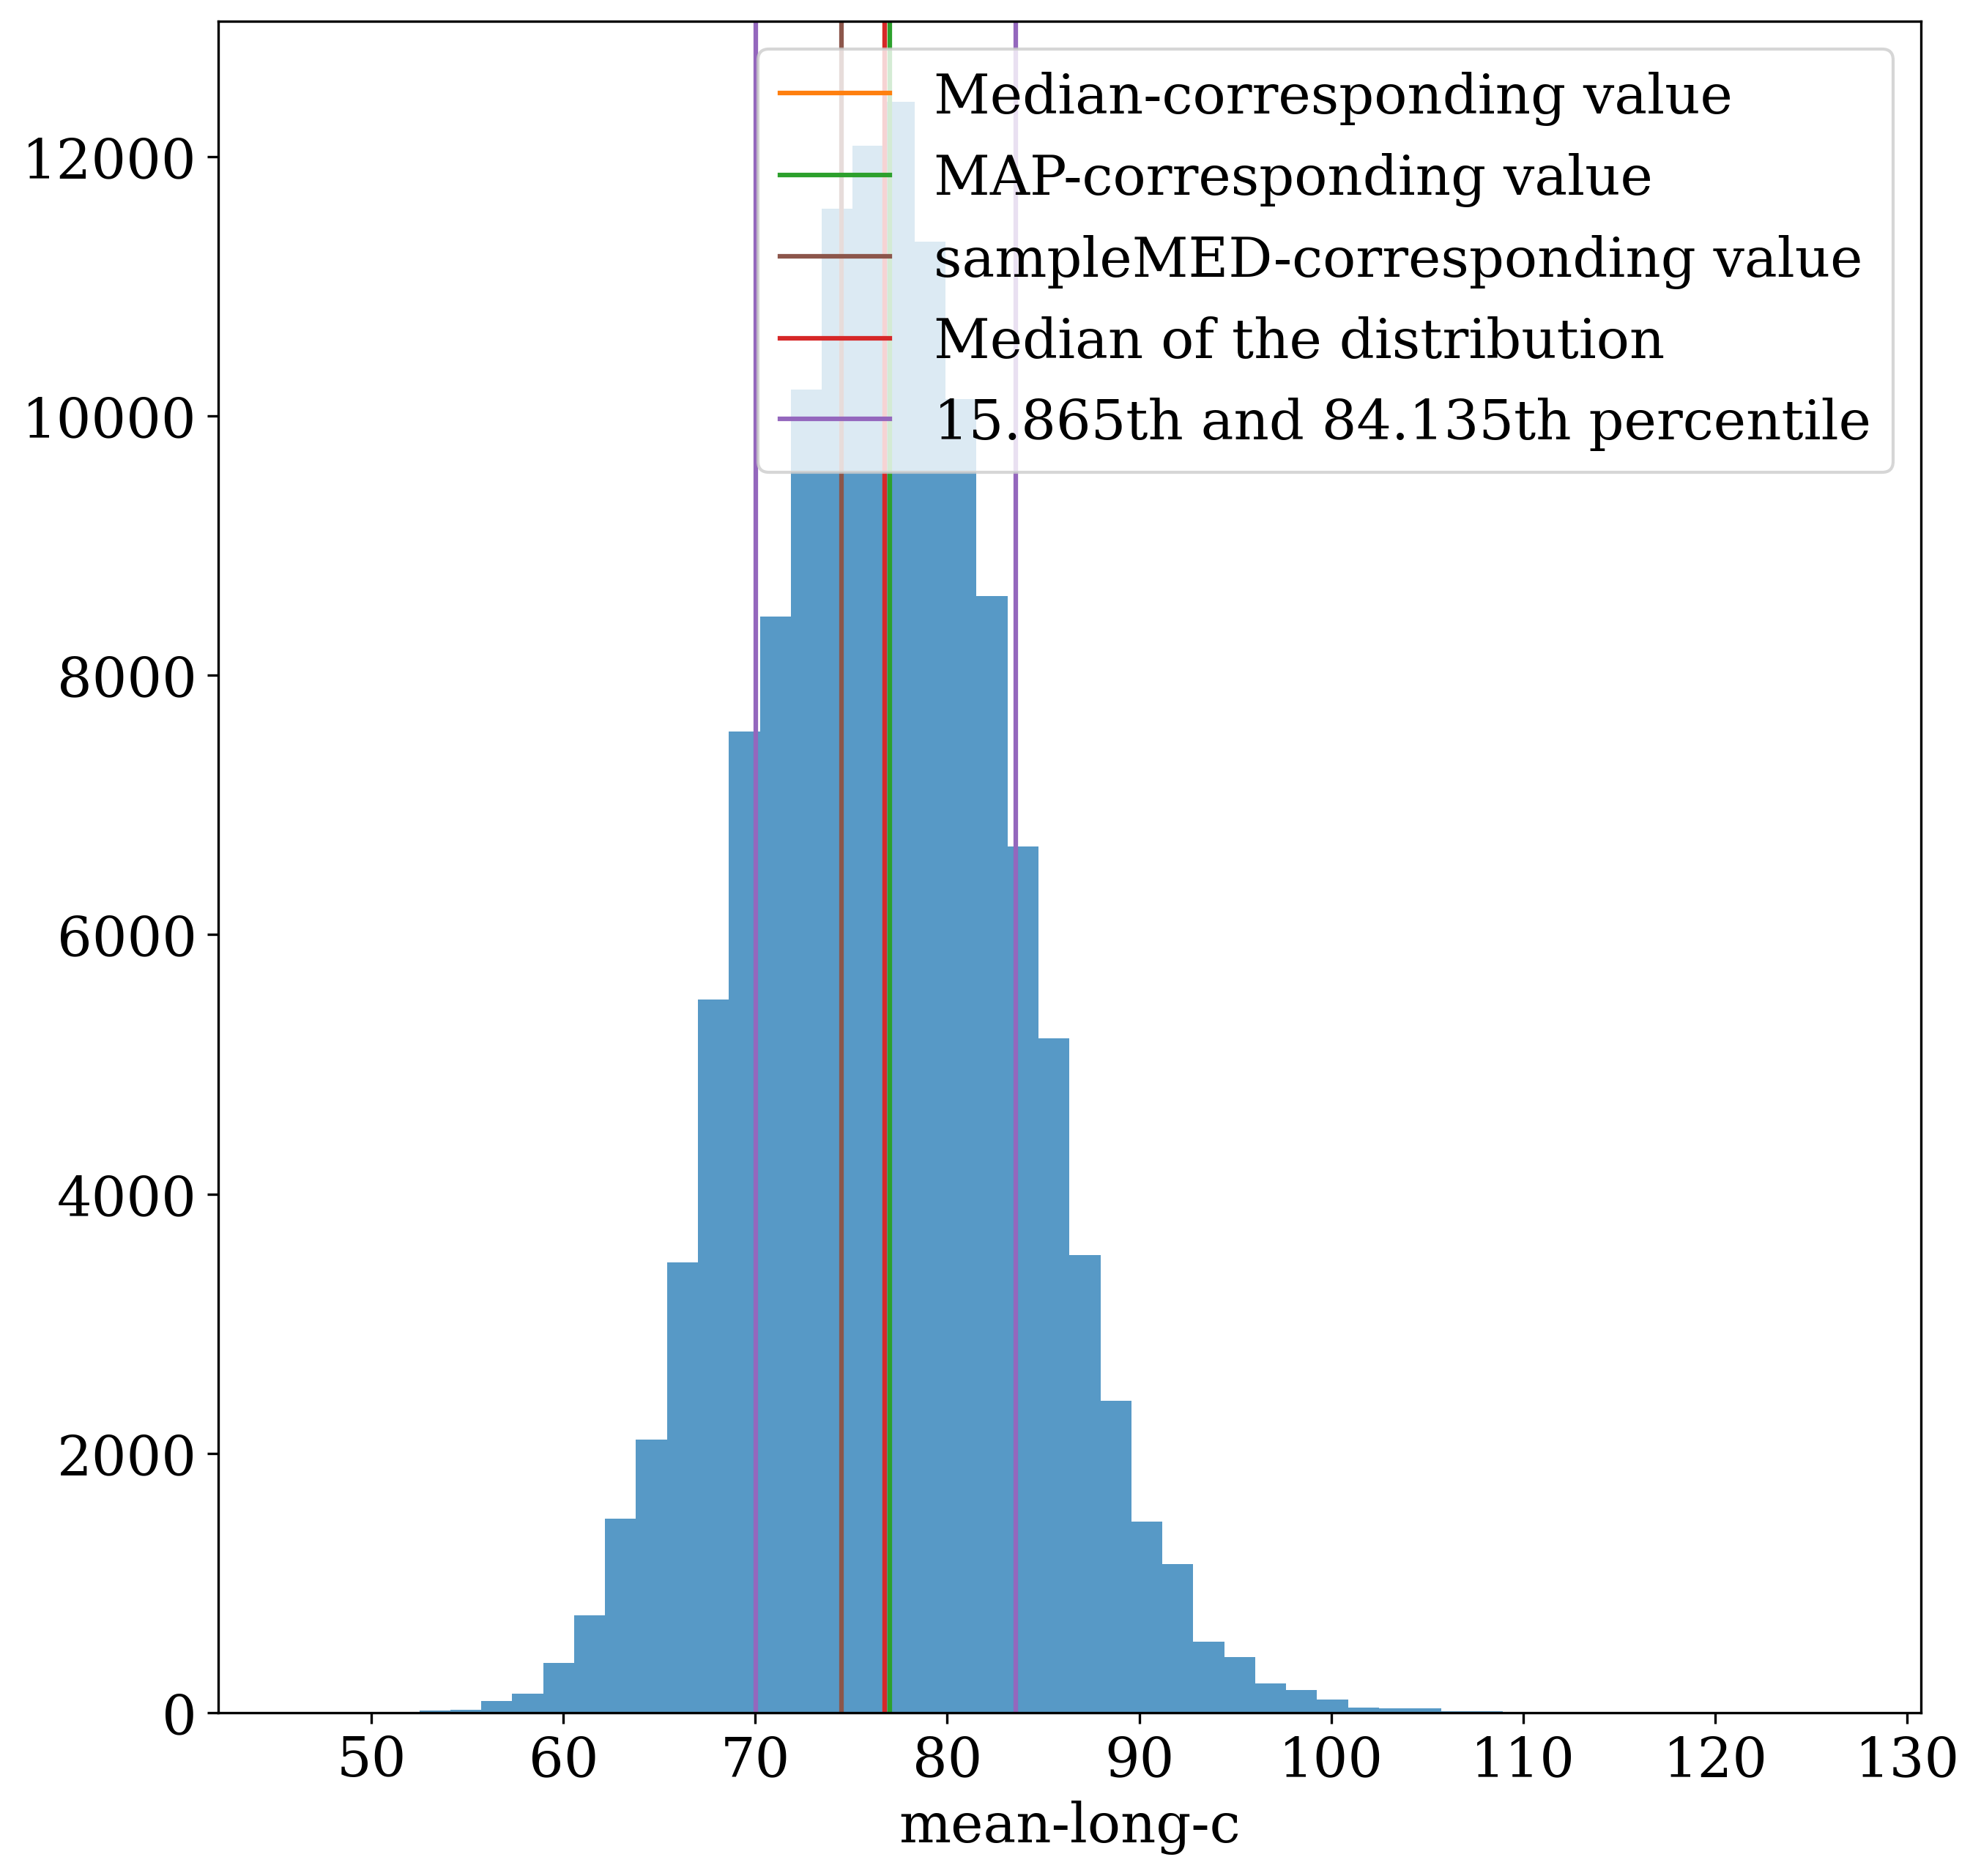 Median-corresponding value
MAP-corresponding value
sampleMED-corresponding value
Median of the distribution
15.865th and 84.135th percentile
12000
10000
8000
6000
4000
2000
0
50 60 70 80 90 100 110 120 130
mean-long-c